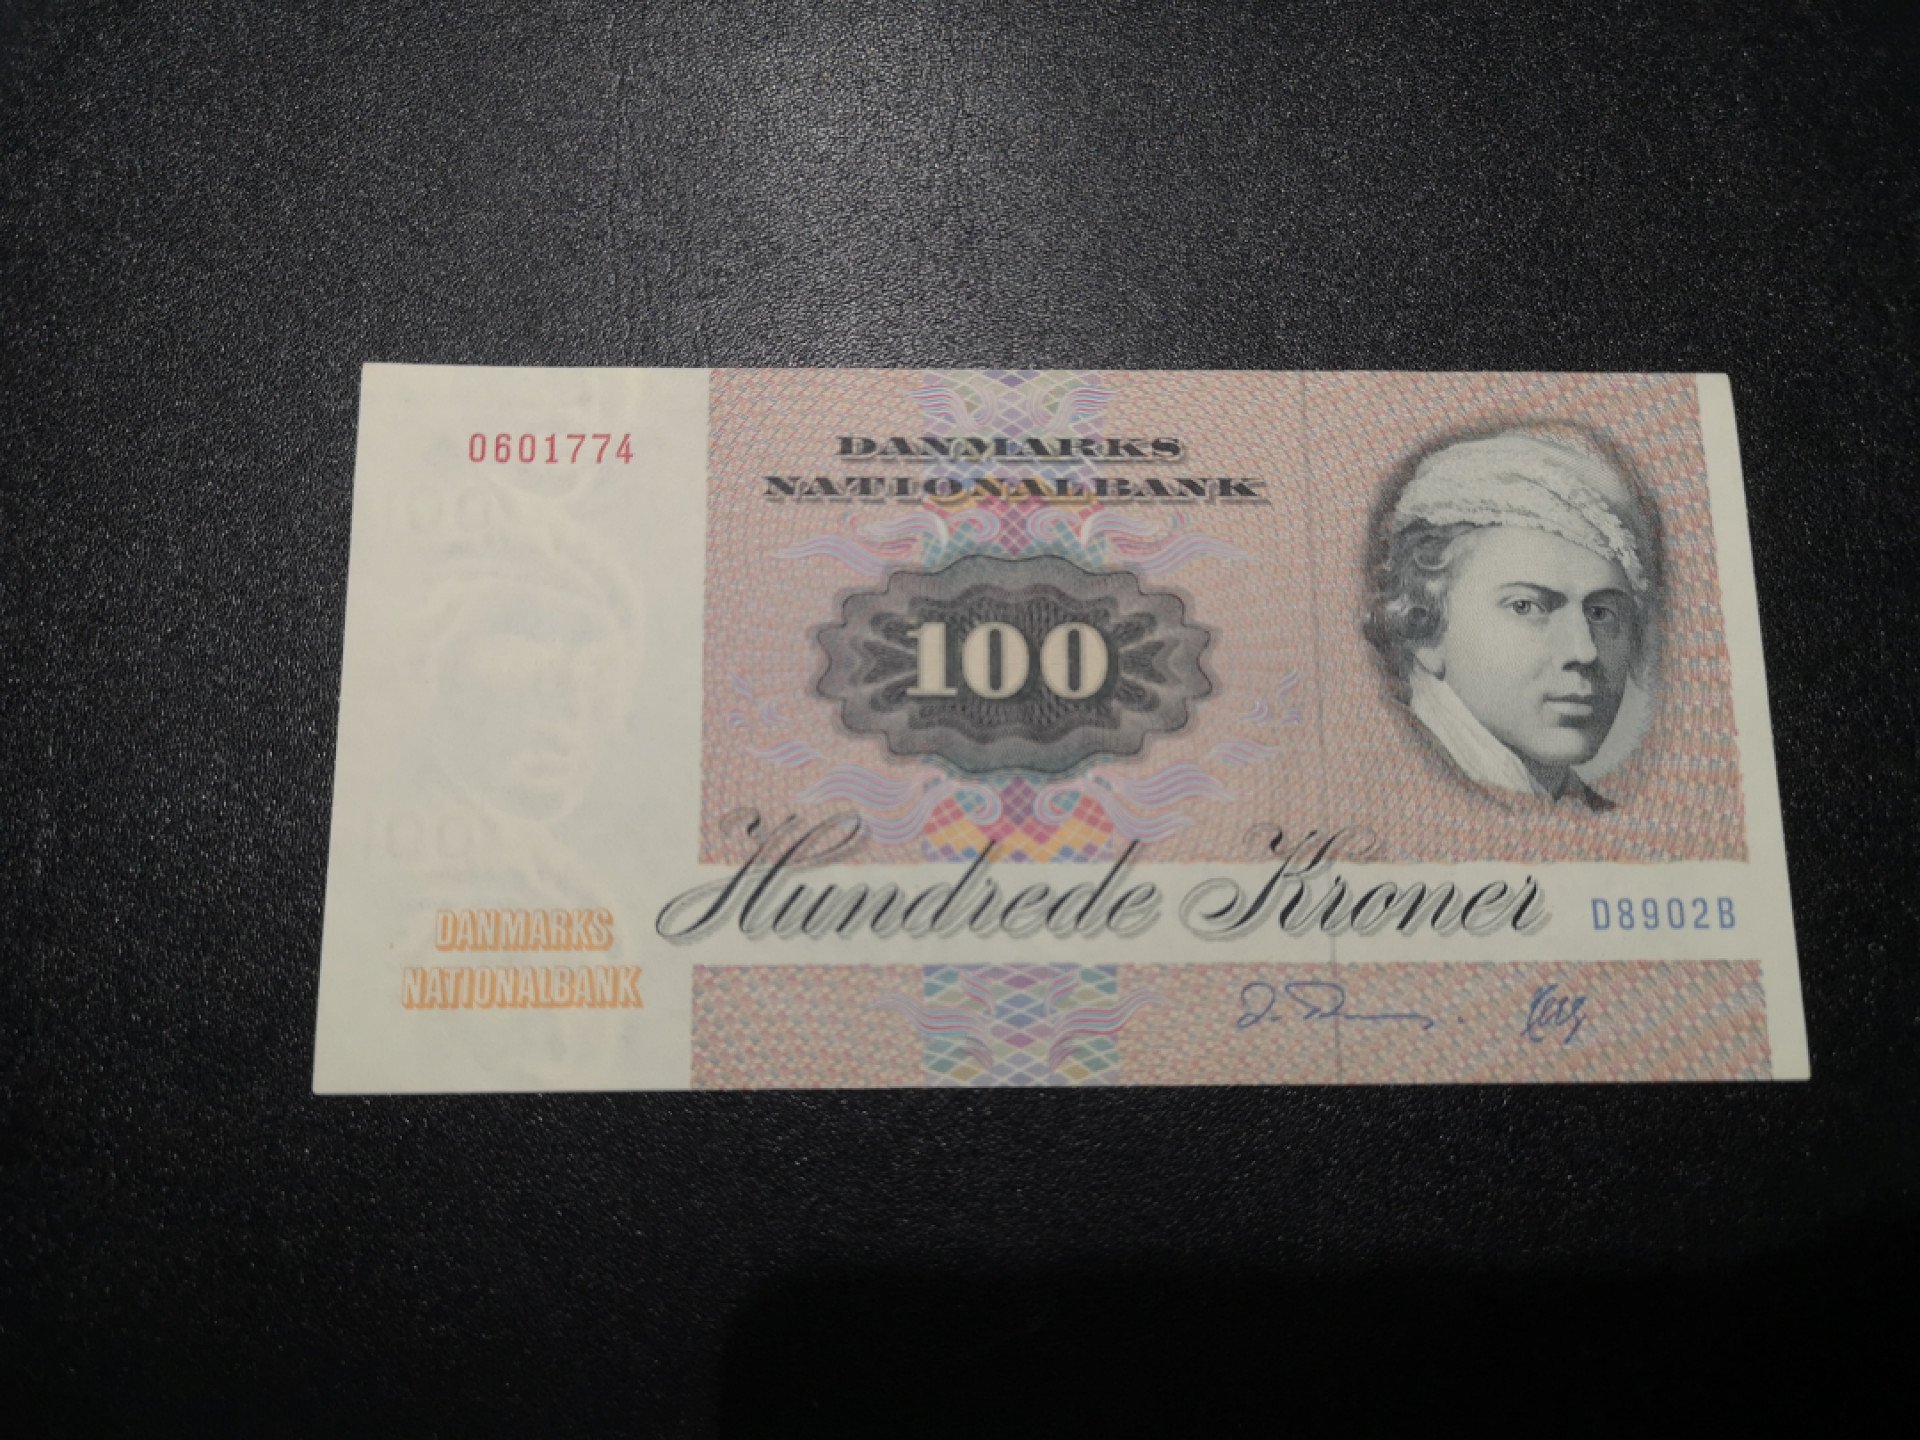 0601774
DANMARKS
NATIONALBANK
100
Hundrede Kroner
D8902B
DANMARKS
NATIONALBANK